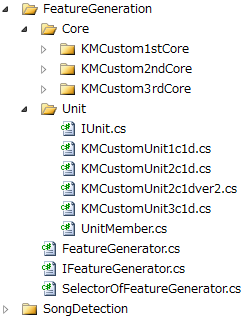 FeatureGeneration
Core
KMCustom1stCore
KMCustom2ndCore
KMCustom3rdCore
Unit
IUnit.cs
KMCustomUnit1c1d.cs
KMCustomUnit2c1d.cs
KMCustomUnit2c1dver2.cs
KMCustomUnit3c1d.cs
UnitMember.cs
FeatureGenerator.cs
IFeatureGenerator.cs
SelectorOfFeatureGenerator.cs
SongDetection